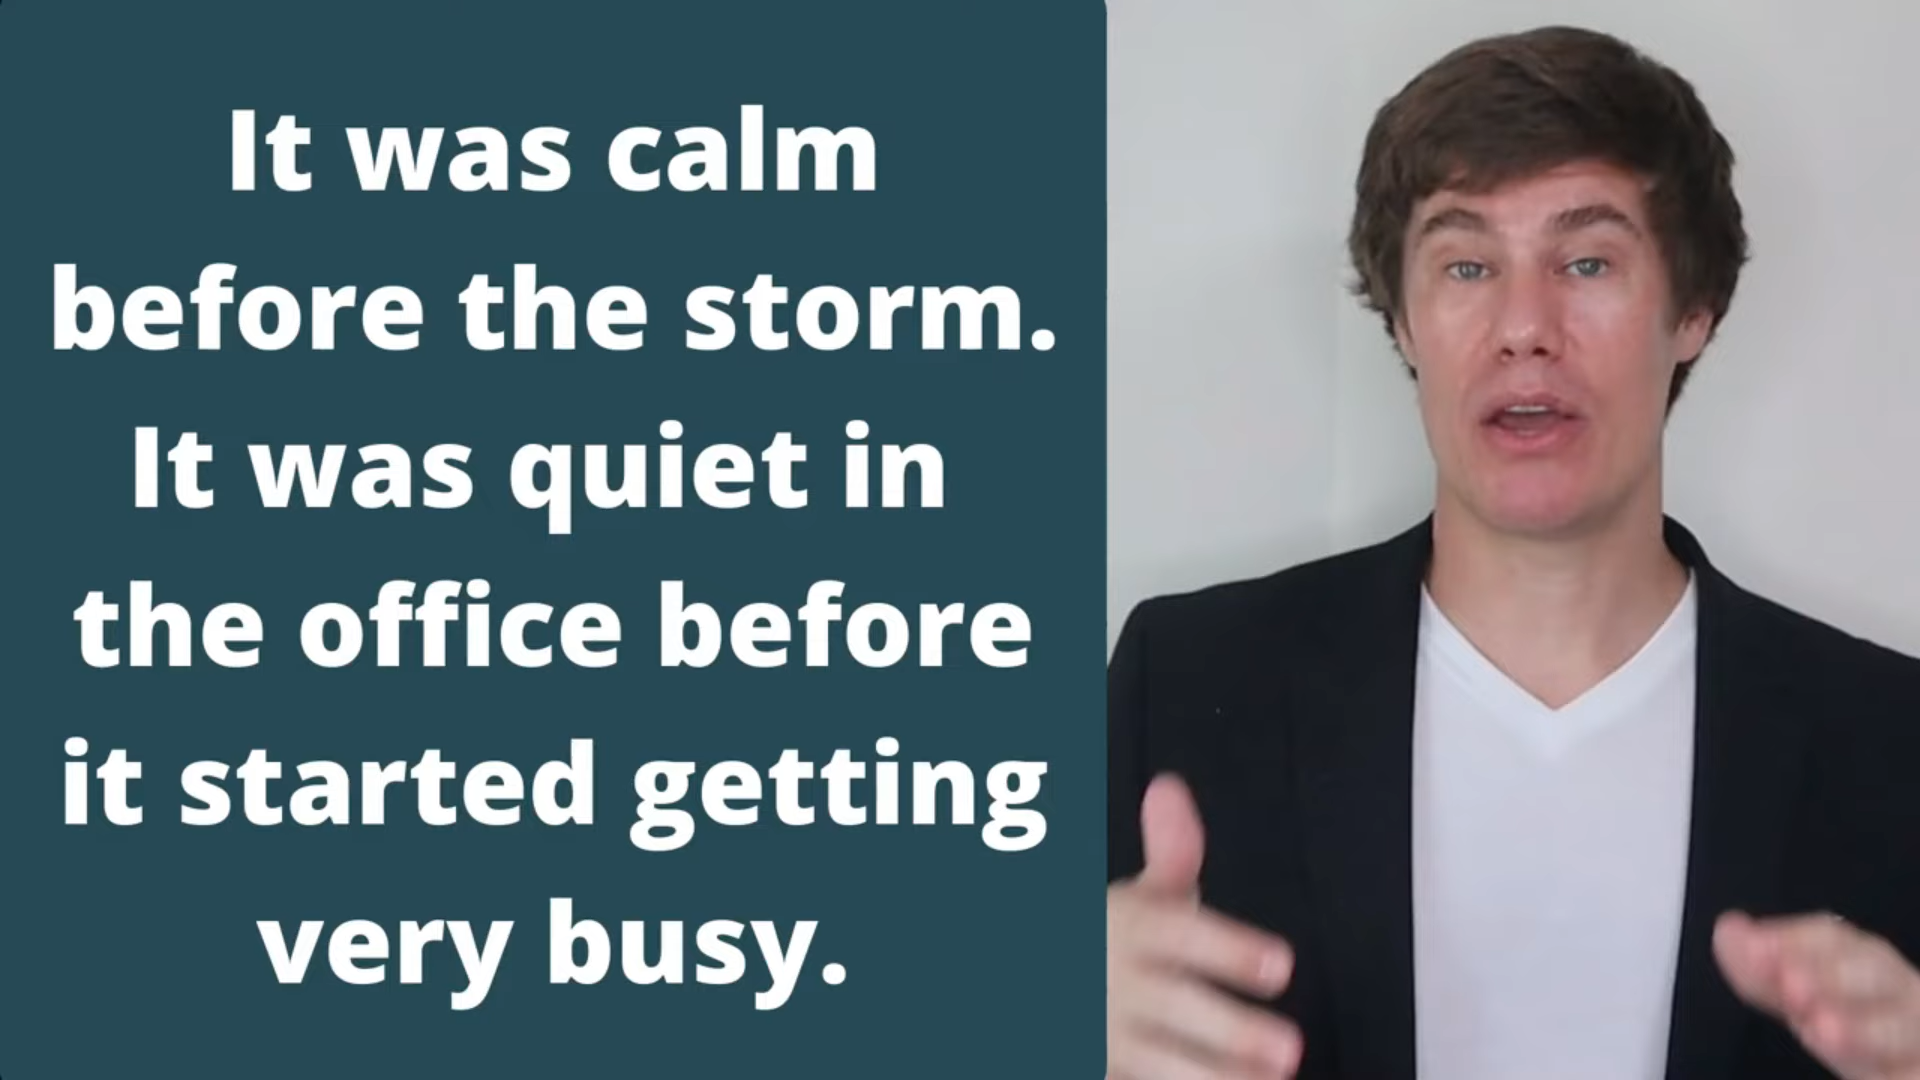 It was calm
before the storm.
It was quiet in
the office before
it started getting
very busy.